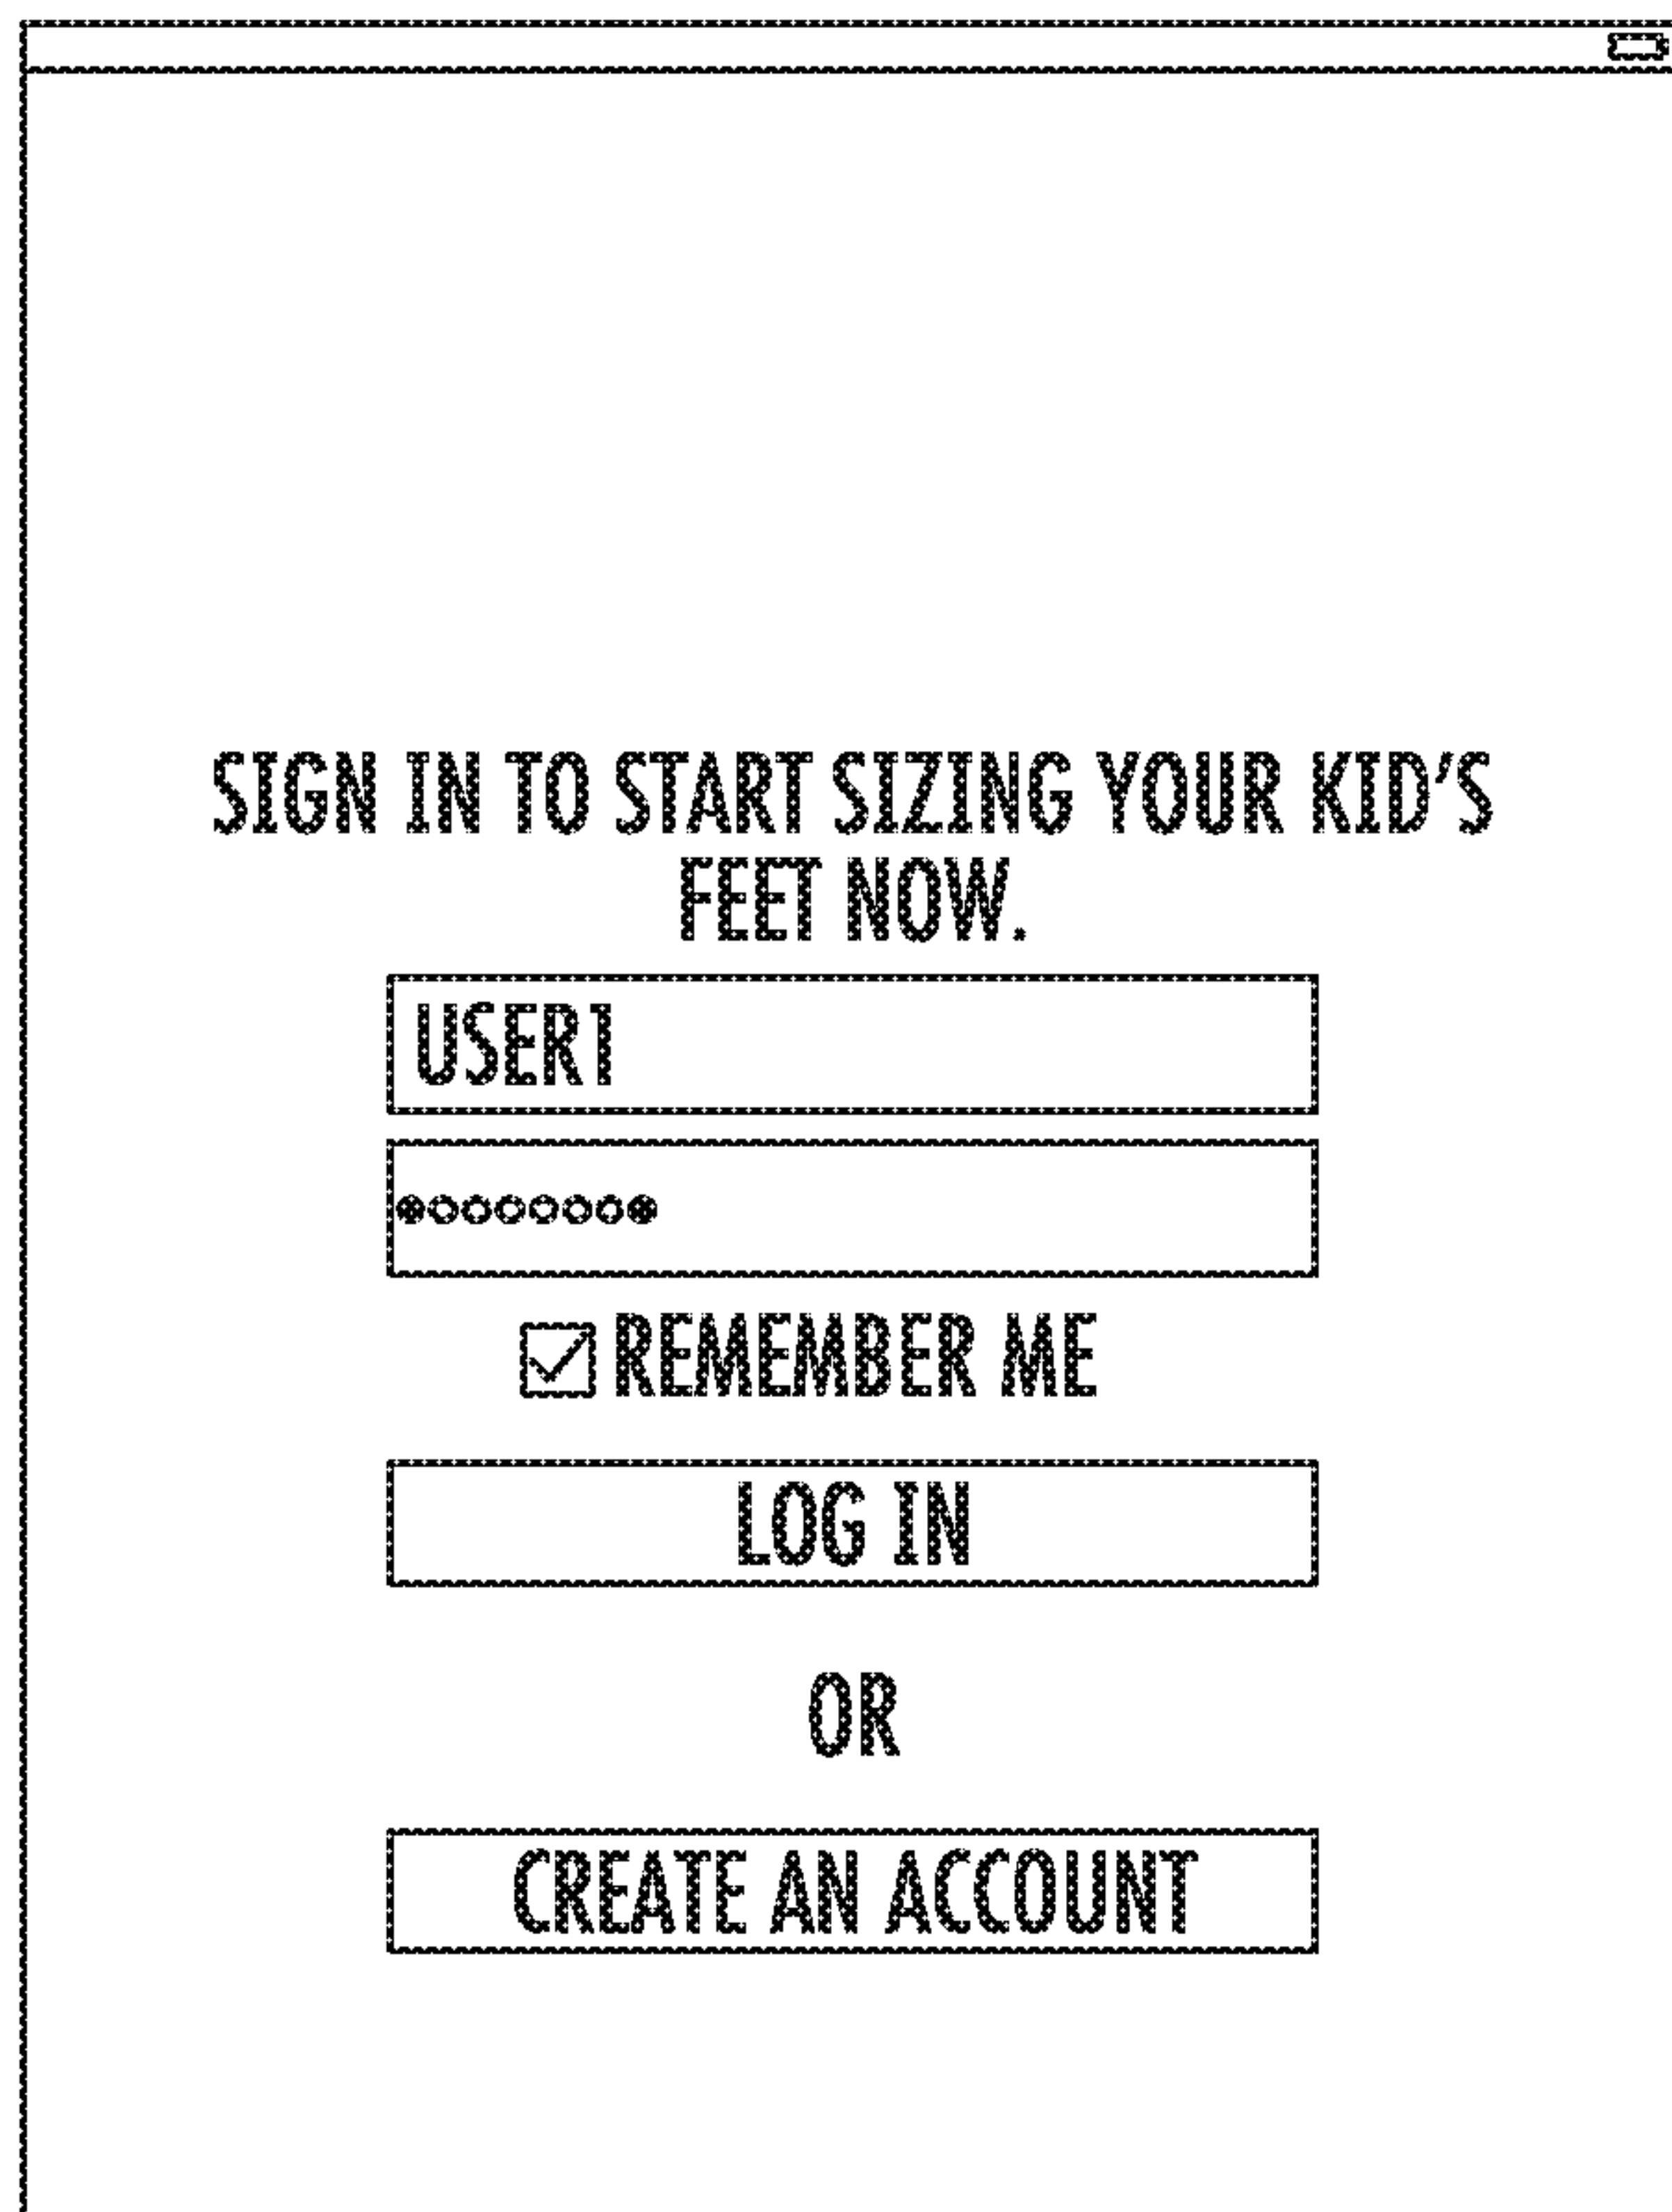 SIGN IN TO START SIZING YOUR KID'S
FEET NOW.
USER1
REMEMBER ME
LOG IN
OR
CREATE AN ACCOUNT